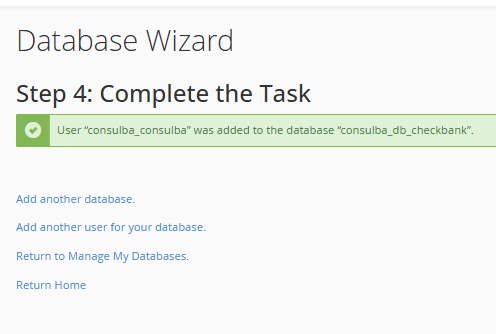 Database Wizard
Step 4: Complete the Task
User “consulba_consulba” was added to the database “consulba_db_checkbank”.
Add another database.
Add another user for your database.
Return to Manage My Databases.
Return Home